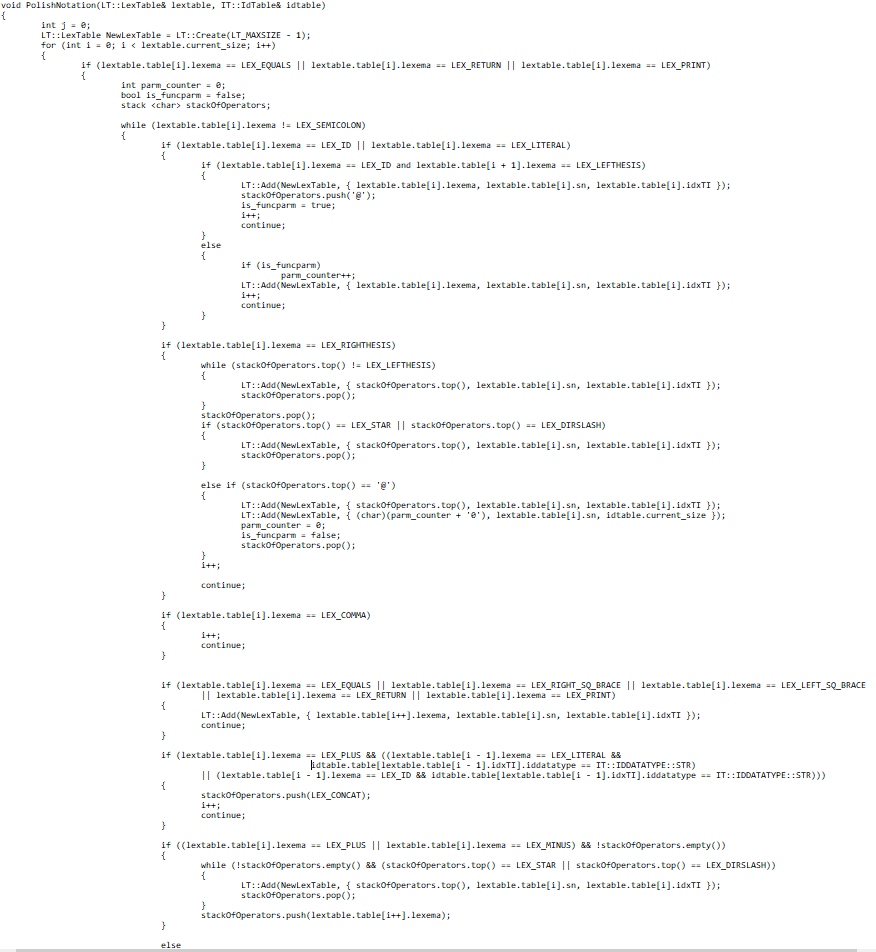 void PolishNotation(LT::LexTable& lextable, IT::IdTable& idtable)
{
int j = 0;
LT::LexTable NewLexTable = LT::Create(LT_MAXSIZE - 1);
for (int i = 0; i < lextable.current_size; i++)
{
if (lextable.table[i].lexema == LEX_EQUALS || lextable.table[i].lexema == LEX_RETURN || lextable.table[i].lexema == LEX_PRINT)
{
int parm_counter = 0;
bool is_funcparm = false;
stack <char> stackOfOperators;
while (lextable.table[i].lexema != LEX_SEMICOLON)
{
if (lextable.table[i].lexema == LEX_ID || lextable.table[i].lexema == LEX_LITERAL)
{
if (lextable.table[i].lexema == LEX_ID and lextable.table[i + 1].lexema == LEX_LEFTHESIS)
{
LT::Add(NewLexTable, { lextable.table[i].lexema, lextable.table[i].sn, lextable.table[i].idxTI });
stackOfOperators.push('@');
is_funcparm = true;
i++;
continue;
}
else
{
if (is_funcparm)
parm_counter++;
LT::Add(NewLexTable, { lextable.table[i].lexema, lextable.table[i].sn, lextable.table[i].idxTI });
i++;
continue;
}
}
if (lextable.table[i].lexema == LEX_RIGHTHESIS)
{
while (stackOfOperators.top() != LEX_LEFTHESIS)
{
LT::Add(NewLexTable, { stackOfOperators.top(), lextable.table[i].sn, lextable.table[i].idxTI });
stackOfOperators.pop();
}
stackOfOperators.pop();
if (stackOfOperators.top() == LEX_STAR || stackOfOperators.top() == LEX_DIRSLASH)
{
LT::Add(NewLexTable, { stackOfOperators.top(), lextable.table[i].sn, lextable.table[i].idxTI });
stackOfOperators.pop();
}
else if (stackOfOperators.top() == '@')
{
LT::Add(NewLexTable, { stackOfOperators.top(), lextable.table[i].sn, lextable.table[i].idxTI });
LT::Add(NewLexTable, { (char)(parm_counter + '0'), lextable.table[i].sn, idtable.current_size });
parm_counter = 0;
is_funcparm = false;
stackOfOperators.pop();
}
i++;
continue;
}
if (lextable.table[i].lexema == LEX_COMMA)
{
i++;
continue;
}
if (lextable.table[i].lexema == LEX_EQUALS || lextable.table[i].lexema == LEX_RIGHT_SQ_BRACE || lextable.table[i].lexema == LEX_LEFT_SQ_BRACE
|| lextable.table[i].lexema == LEX_RETURN || lextable.table[i].lexema == LEX_PRINT)
{
LT::Add(NewLexTable, { lextable.table[i++].lexema, lextable.table[i].sn, lextable.table[i].idxTI });
continue;
}
if (lextable.table[i].lexema == LEX_PLUS && ((lextable.table[i - 1].lexema == LEX_LITERAL &&
idtable.table[lextable.table[i - 1].idxTI].iddatatype == IT::IDDATATYPE::STR)
|| (lextable.table[i - 1].lexema == LEX_ID && idtable.table[lextable.table[i - 1].idxTI].iddatatype == IT::IDDATATYPE::STR)))
{
stackOfOperators.push(LEX_CONCAT);
i++;
continue;
}
if ((lextable.table[i].lexema == LEX_PLUS || lextable.table[i].lexema == LEX_MINUS) && !stackOfOperators.empty())
{
while (!stackOfOperators.empty() && (stackOfOperators.top() == LEX_STAR || stackOfOperators.top() == LEX_DIRSLASH))
{
LT::Add(NewLexTable, { stackOfOperators.top(), lextable.table[i].sn, lextable.table[i].idxTI });
stackOfOperators.pop();
}
stackOfOperators.push(lextable.table[i++].lexema);
}
else